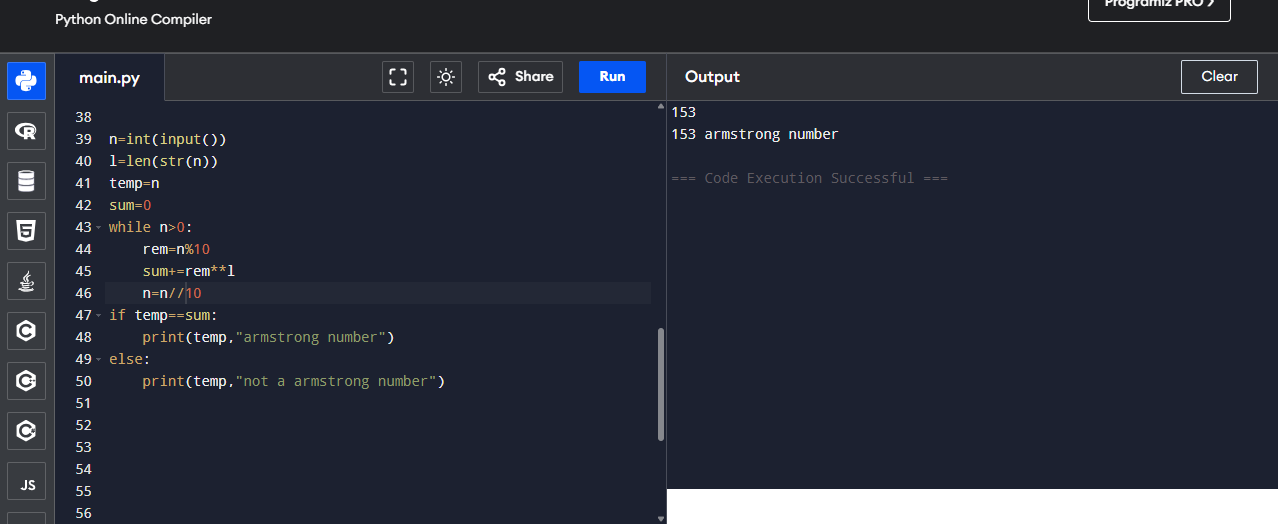 Python Online Compiler
Programiz PRO >
main.py
Share
Run
Output
Clear
38
39 n=int(input())
40 l=len(str(n))
41 temp=n
42 sum=0
43 while n>0:
44     rem=n%10
45     sum+=rem**l
46     n=n//10
47 if temp==sum:
48     print(temp,"armstrong number")
49 else:
50     print(temp,"not a armstrong number")
51
52
53
54
55
56
153
153 armstrong number
=== Code Execution Successful ===
JS